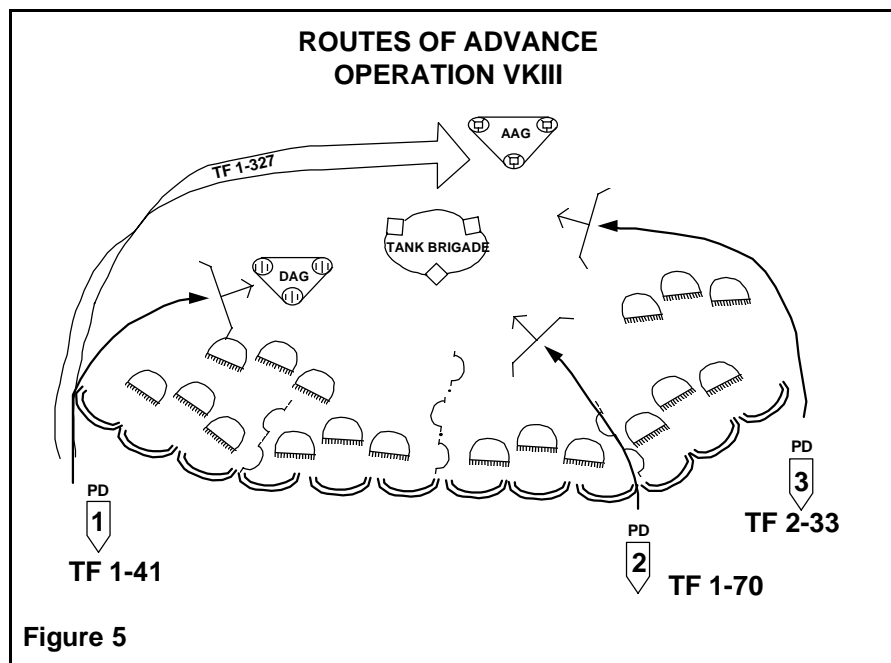 ROUTES OF ADVANCE
OPERATION VKIII
AAG
TF 1-327
TANK BRIGADE
DAG
PD
1
TF 1-41
PD
2
TF 1-70
PD
3
TF 2-33
Figure 5